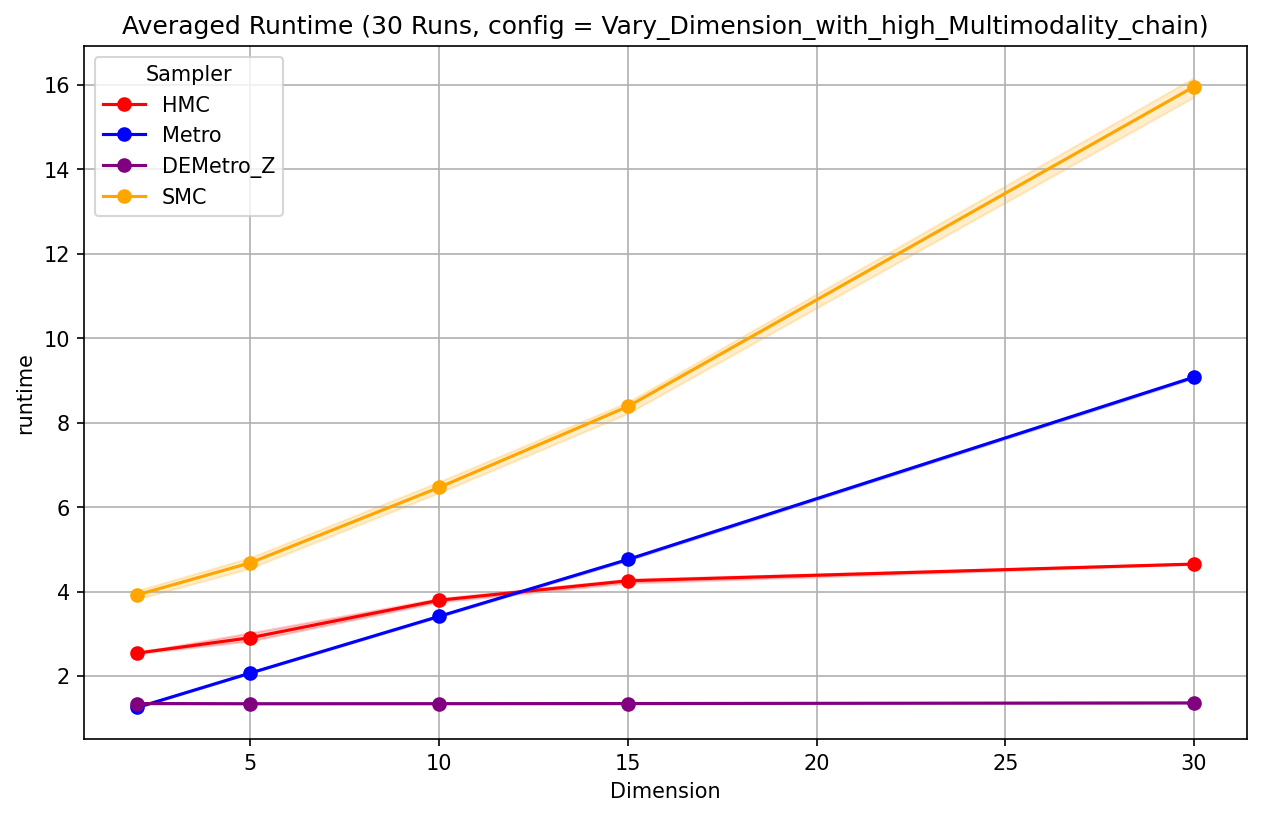 Averaged Runtime (30 Runs, config = Vary_Dimension_with_high_Multimodality_chain)
Sampler
HMC
Metro
DEMetro_Z
SMC
16
14
12
10
8
6
4
2
runtime
5
10
15
20
25
30
Dimension